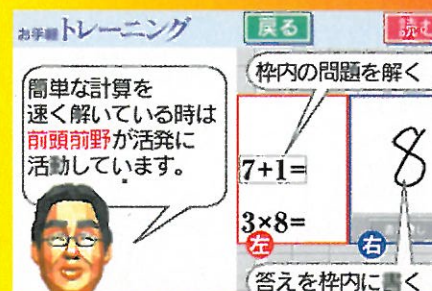 お手軽トレーニング
戻る
読む
簡単な計算を
速く解いている時は
前頭前野が活発に
活動しています。
枠内の問題を解く
7+1=
3×8=
左
8
右
答えを枠内に書く